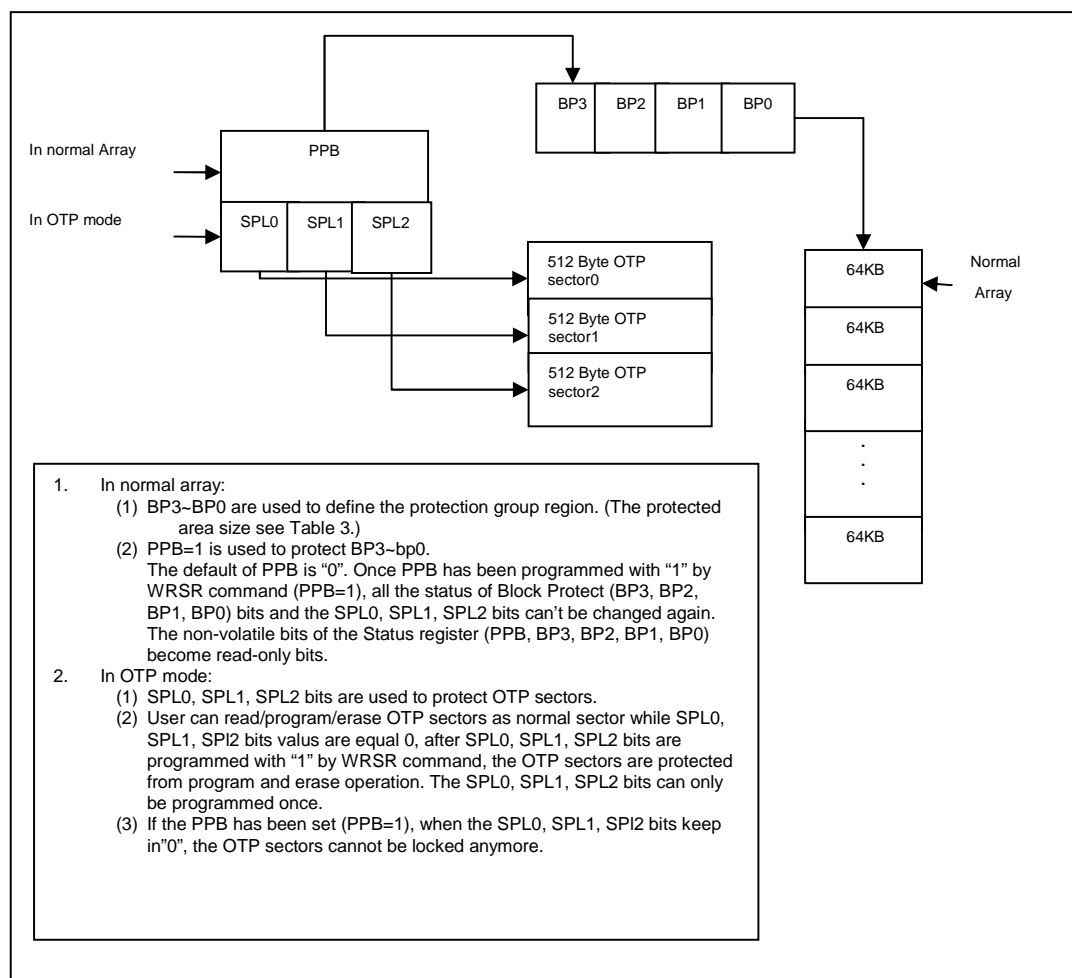 BP3 BP2 BP1 BP0
In normal Array
PPB
In OTP mode
SPL0 SPL1 SPL2
512 Byte OTP
sector0
512 Byte OTP
sector1
512 Byte OTP
sector2
64KB
Normal
Array
64KB
64KB
.
.
.
64KB
1. In normal array:
(1) BP3~BP0 are used to define the protection group region. (The protected
area size see Table 3.)
(2) PPB=1 is used to protect BP3~bp0.
The default of PPB is “0”. Once PPB has been programmed with “1” by
WRSR command (PPB=1), all the status of Block Protect (BP3, BP2,
BP1, BP0) bits and the SPL0, SPL1, SPL2 bits can’t be changed again.
The non-volatile bits of the Status register (PPB, BP3, BP2, BP1, BP0)
become read-only bits.
2. In OTP mode:
(1) SPL0, SPL1, SPL2 bits are used to protect OTP sectors.
(2) User can read/program/erase OTP sectors as normal sector while SPL0,
SPL1, SPl2 bits valus are equal 0, after SPL0, SPL1, SPL2 bits are
programmed with “1” by WRSR command, the OTP sectors are protected
from program and erase operation. The SPL0, SPL1, SPL2 bits can only
be programmed once.
(3) If the PPB has been set (PPB=1), when the SPL0, SPL1, SPl2 bits keep
in”0”, the OTP sectors cannot be locked anymore.